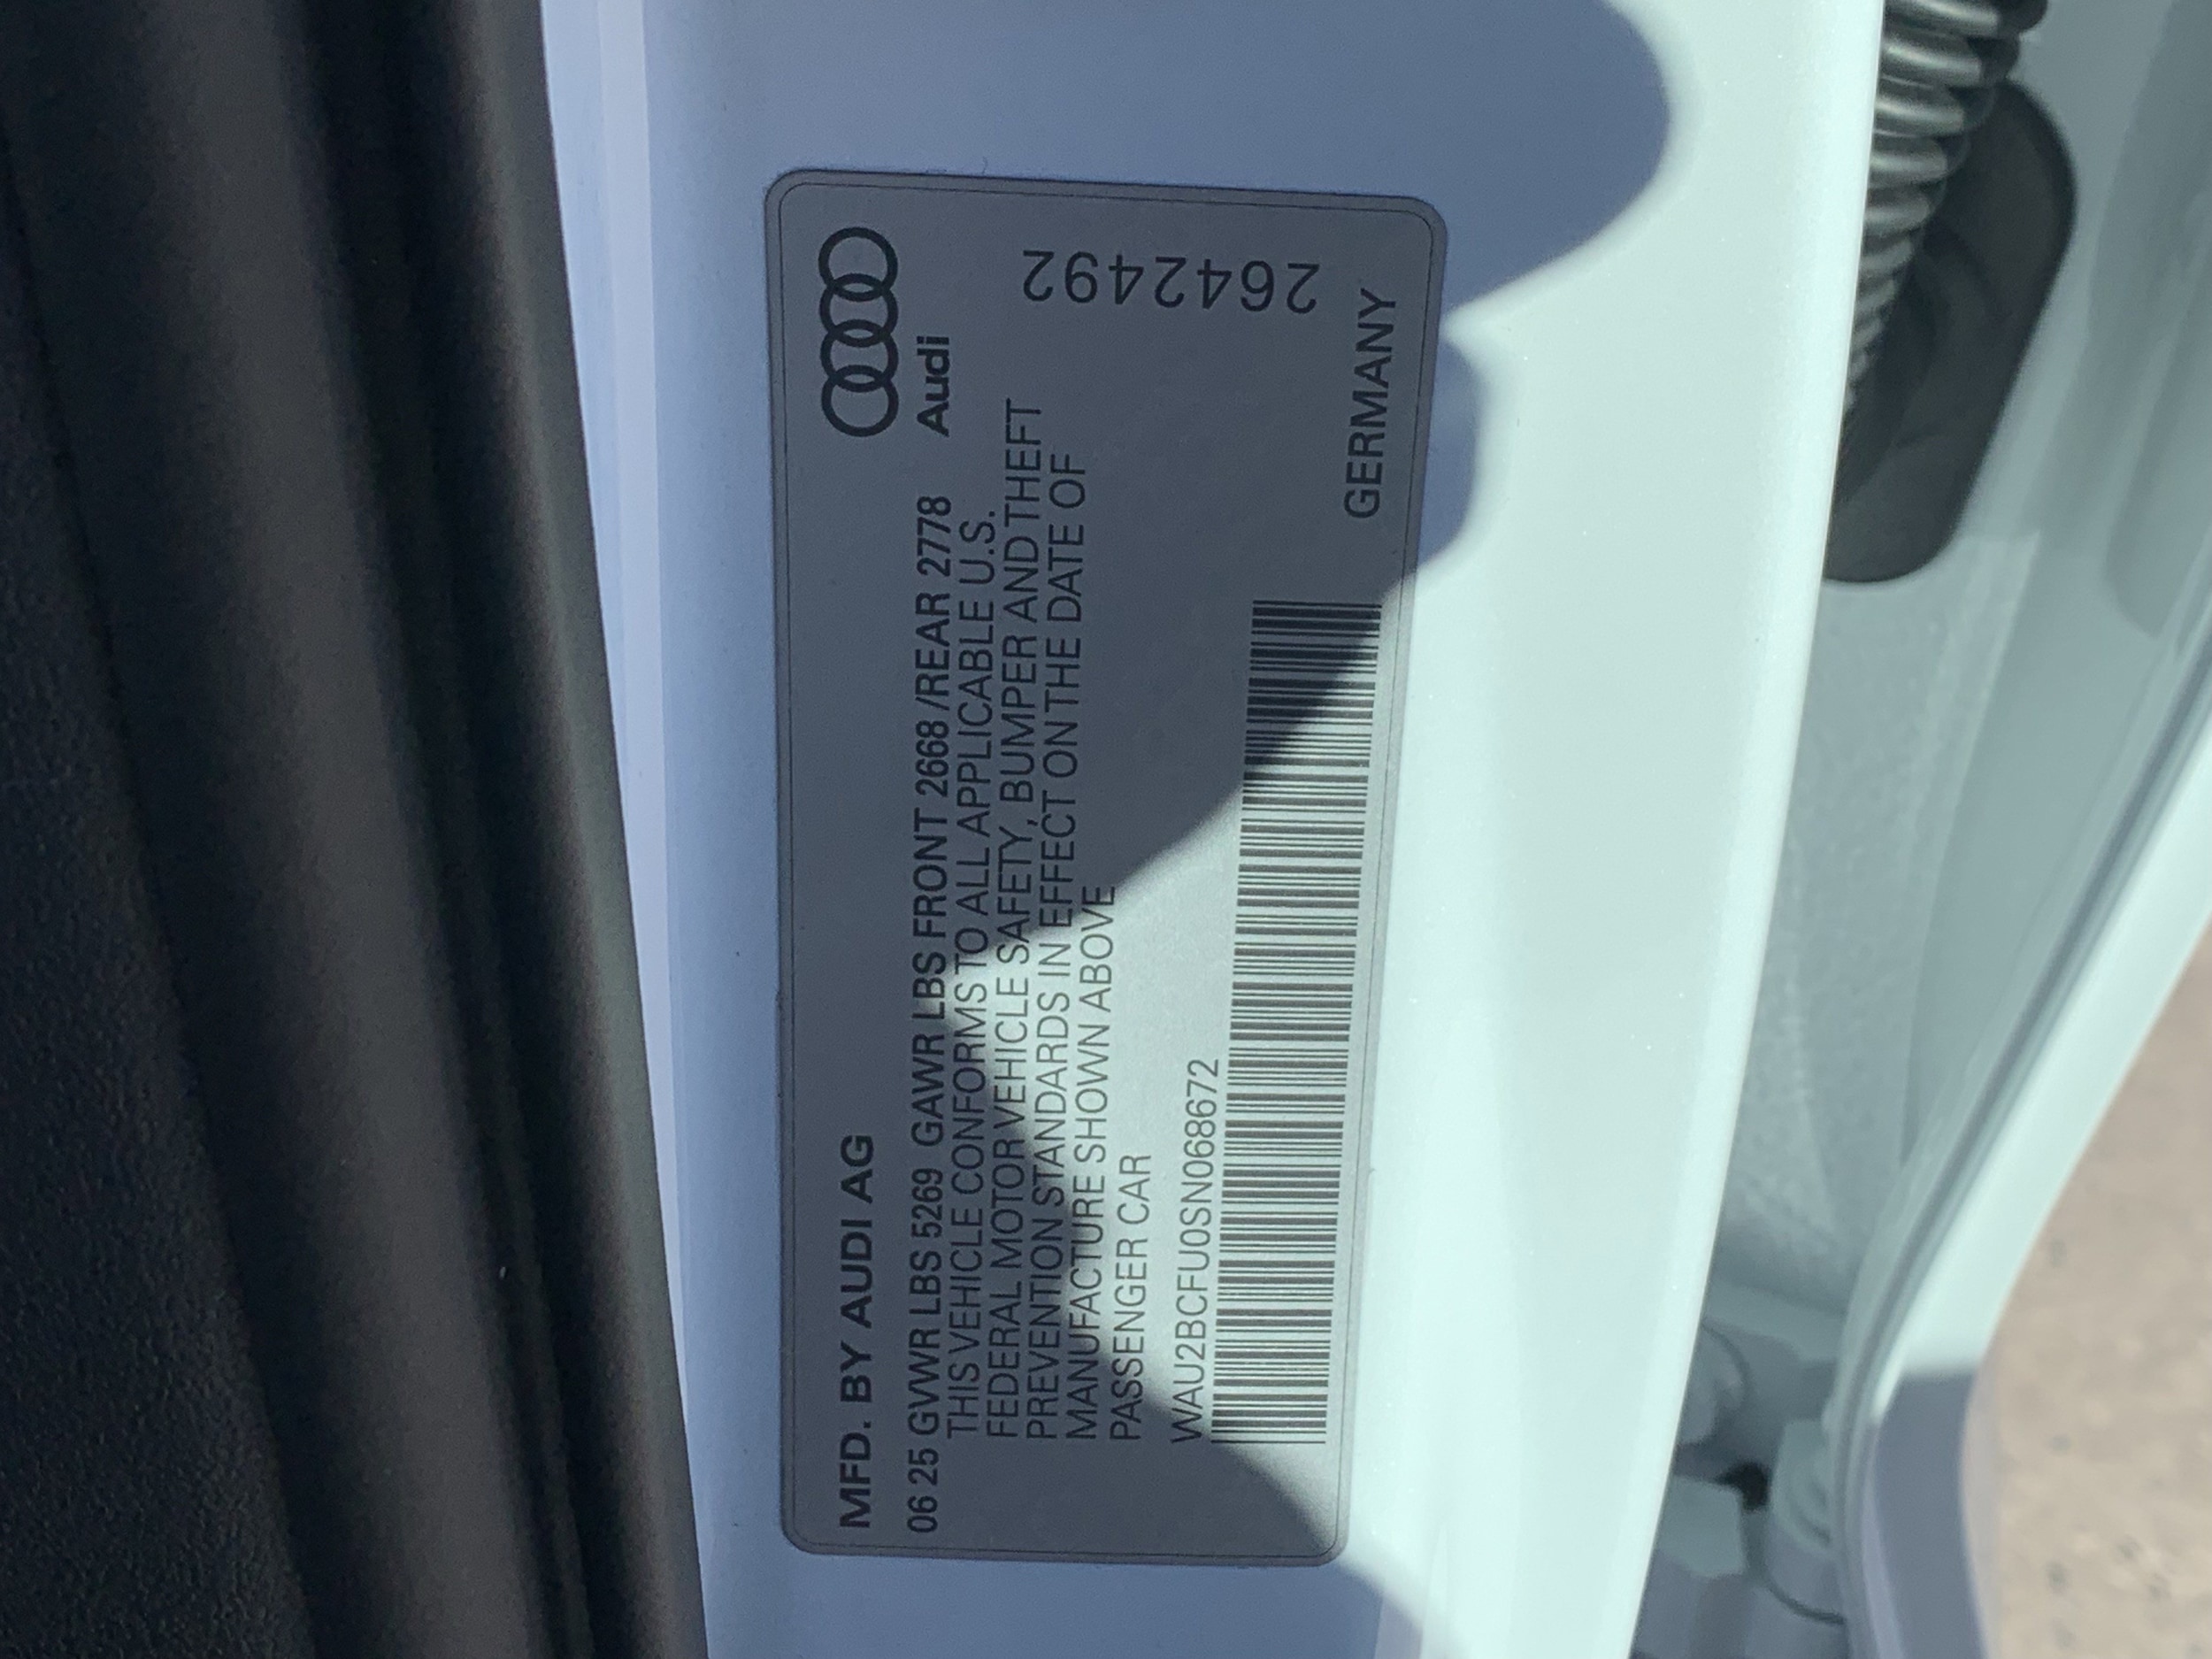 Audi
MFD. BY AUDI AG
06 25 GVWR LBS 5269 GAWR LBS FRONT 2668 /REAR 2778
THIS VEHICLE CONFORMS TO ALL APPLICABLE U.S.
FEDERAL MOTOR VEHICLE SAFETY, BUMPER AND THEFT
PREVENTION STANDARDS IN EFFECT ON THE DATE OF
MANUFACTURE SHOWN ABOVE
PASSENGER CAR
WAU2BCFU0SN068672
2642492
GERMANY